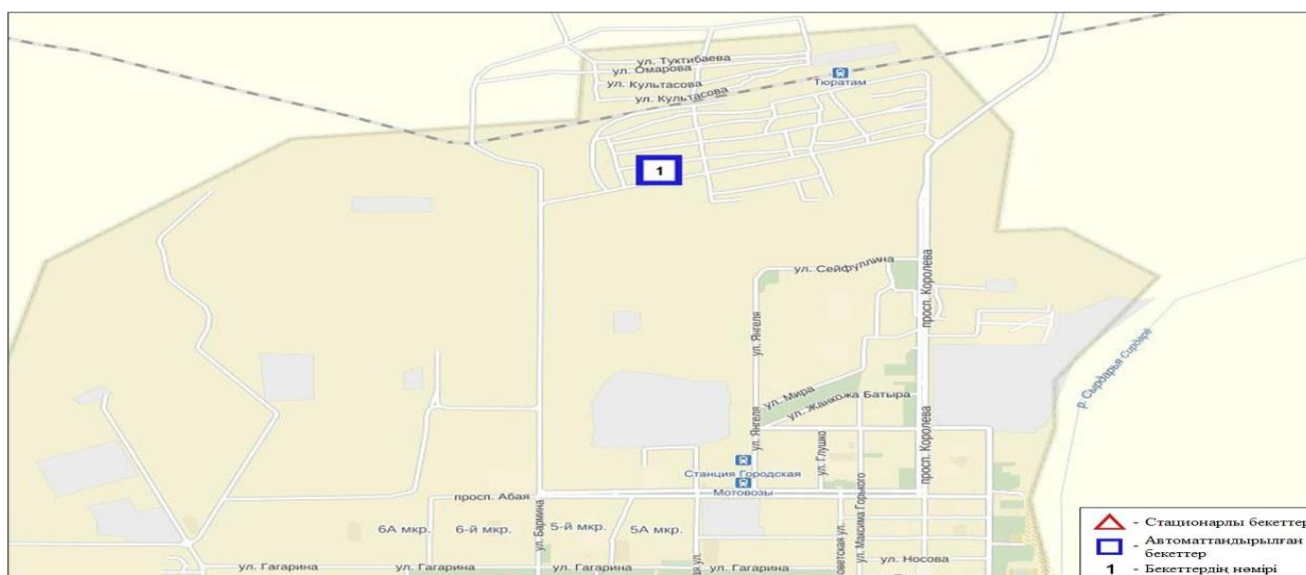 ул. Туктибаева
ул. Омарова
ул. Культасова
ул. Культасова
Тюратам
1
ул. Сейфуллина
просп. Королева
ул. Янгеля
р. Сырдарья Сирдарё
ул. Мира
ул. Жанкожа Батыра
ул. Янгеля
просп. Королева
ул. Глушко
Станция Городская
ул. Максима Горького
Мотовозы
просп. Абая
6А мкр.
6-й мкр.
5-й мкр.
5А мкр.
ул. Бармина
ул. Носова
ул. Гагарина
ул. Гагарина
ул. Гагарина
ул. Гагарина
- Стационарлы бекеттер
- Автоматтандырылған
бекеттер
1 - Бекеттердің нөмірі